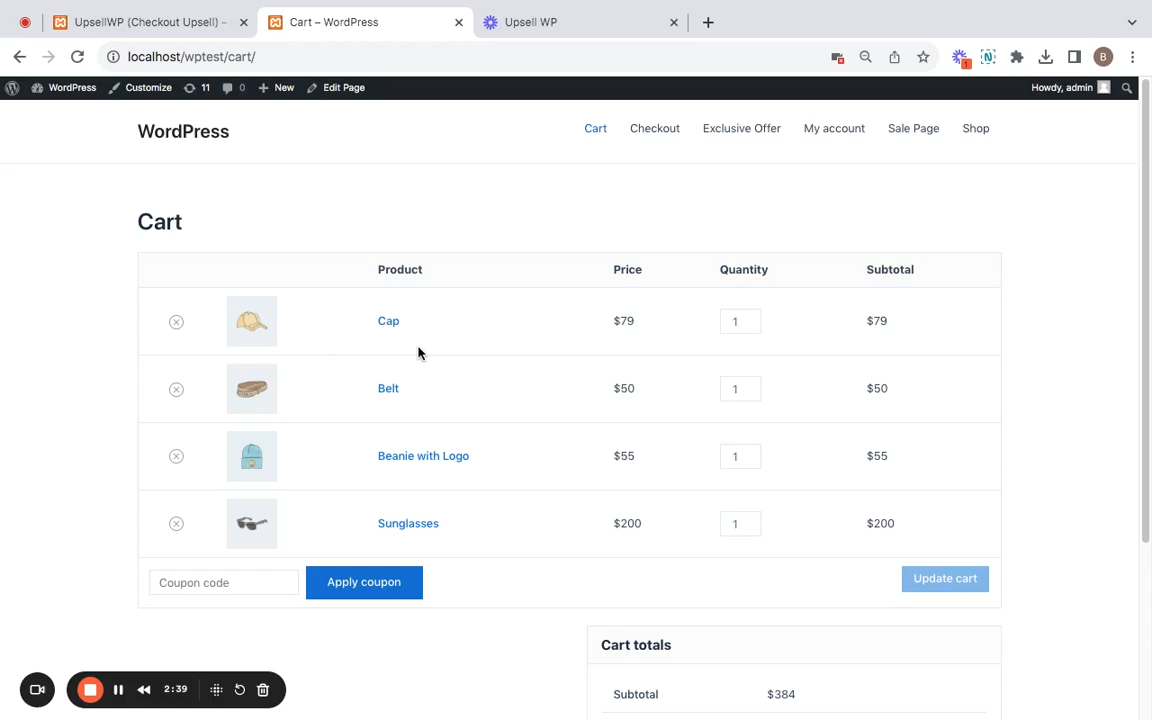 UpsellWP (Checkout Upsell) –
Cart – WordPress
Upsell WP
localhost/wptest/cart/
1
B
WordPress
Customize
11
0
New
Edit Page
Howdy, admin
WordPress
Cart
Checkout
Exclusive Offer
My account
Sale Page
Shop
Cart
Product Price Quantity Subtotal
Cap $79 1 $79
Belt $50 1 $50
Beanie with Logo $55 1 $55
Sunglasses $200 1 $200
Coupon code
Apply coupon
Update cart
Cart totals
Subtotal $384
2:39